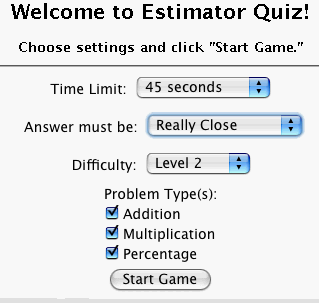 Welcome to Estimator Quiz!
Choose settings and click "Start Game."
Time Limit: 45 seconds
Answer must be: Really Close
Difficulty: Level 2
Problem Type(s):
Addition
Multiplication
Percentage
Start Game